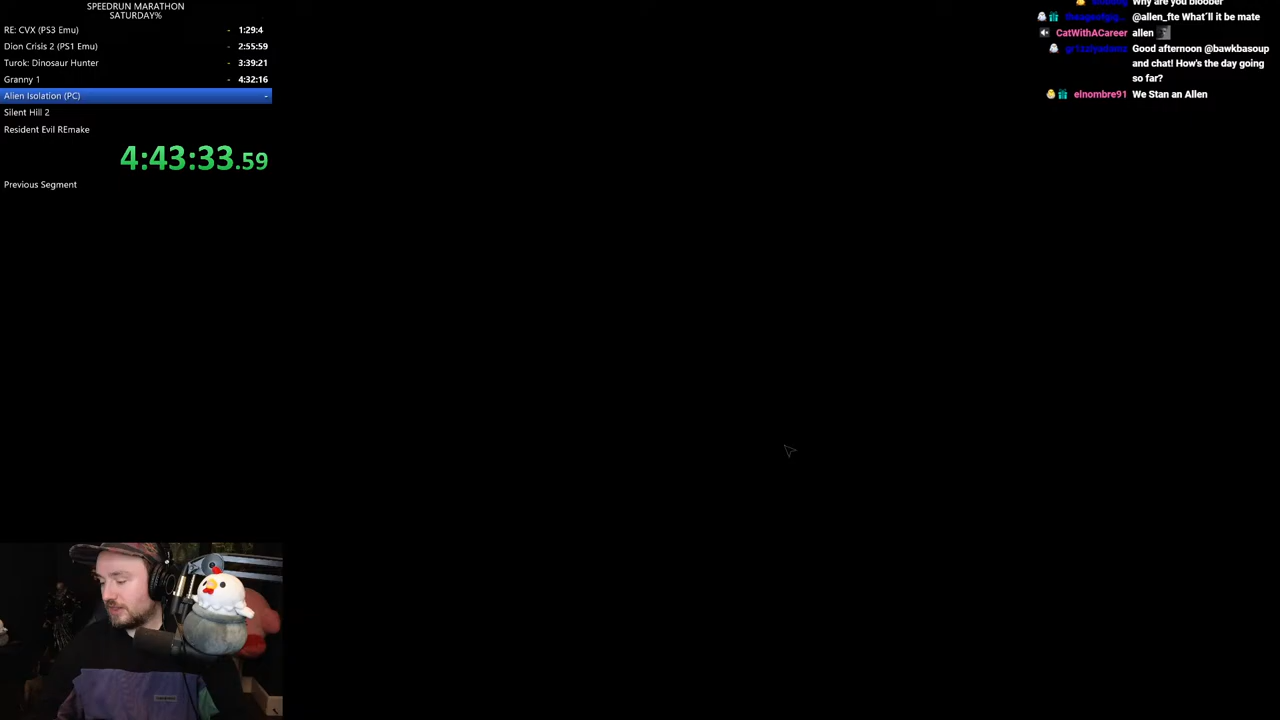 SPEEDRUN MARATHON
SATURDAY%
RE: CVX (PS3 Emu) - 1:29:4
Dion Crisis 2 (PS1 Emu) - 2:55:59
Turok: Dinosaur Hunter - 3:39:21
Granny 1 - 4:32:16
Alien Isolation (PC) -
Silent Hill 2
Resident Evil REmake
4:43:33.59
Previous Segment
Why are you bloober
@allen_fte What'll it be mate
CatWithACareer allen
gr1zzlyadamz Good afternoon @bawkbasoup
and chat! How's the day going
so far?
elnombre91 We Stan an Allen